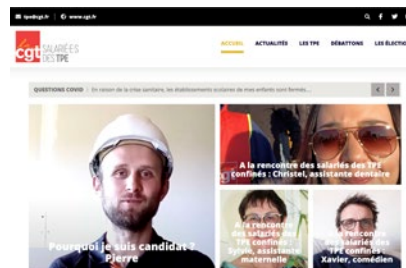 tpe@cgt.fr | www.cgt.fr
la cgt SALARIÉ·E·S
DES TPE
ACCUEIL ACTUALITÉS LES TPE DÉBATTONS LES ÉLECTIO
QUESTIONS COVID | En raison de la crise sanitaire, les établissements scolaires de mes enfants sont fermés...
A la rencontre des salariés des TPE
confinés : Christel, assistante dentaire
Pourquoi je suis candidat ?
Pierre
A la rencontre
des salariés des
TPE confinés :
Sylvie, assistante
maternelle
A la rencontre
des salariés des
TPE confinés :
Xavier, comédien